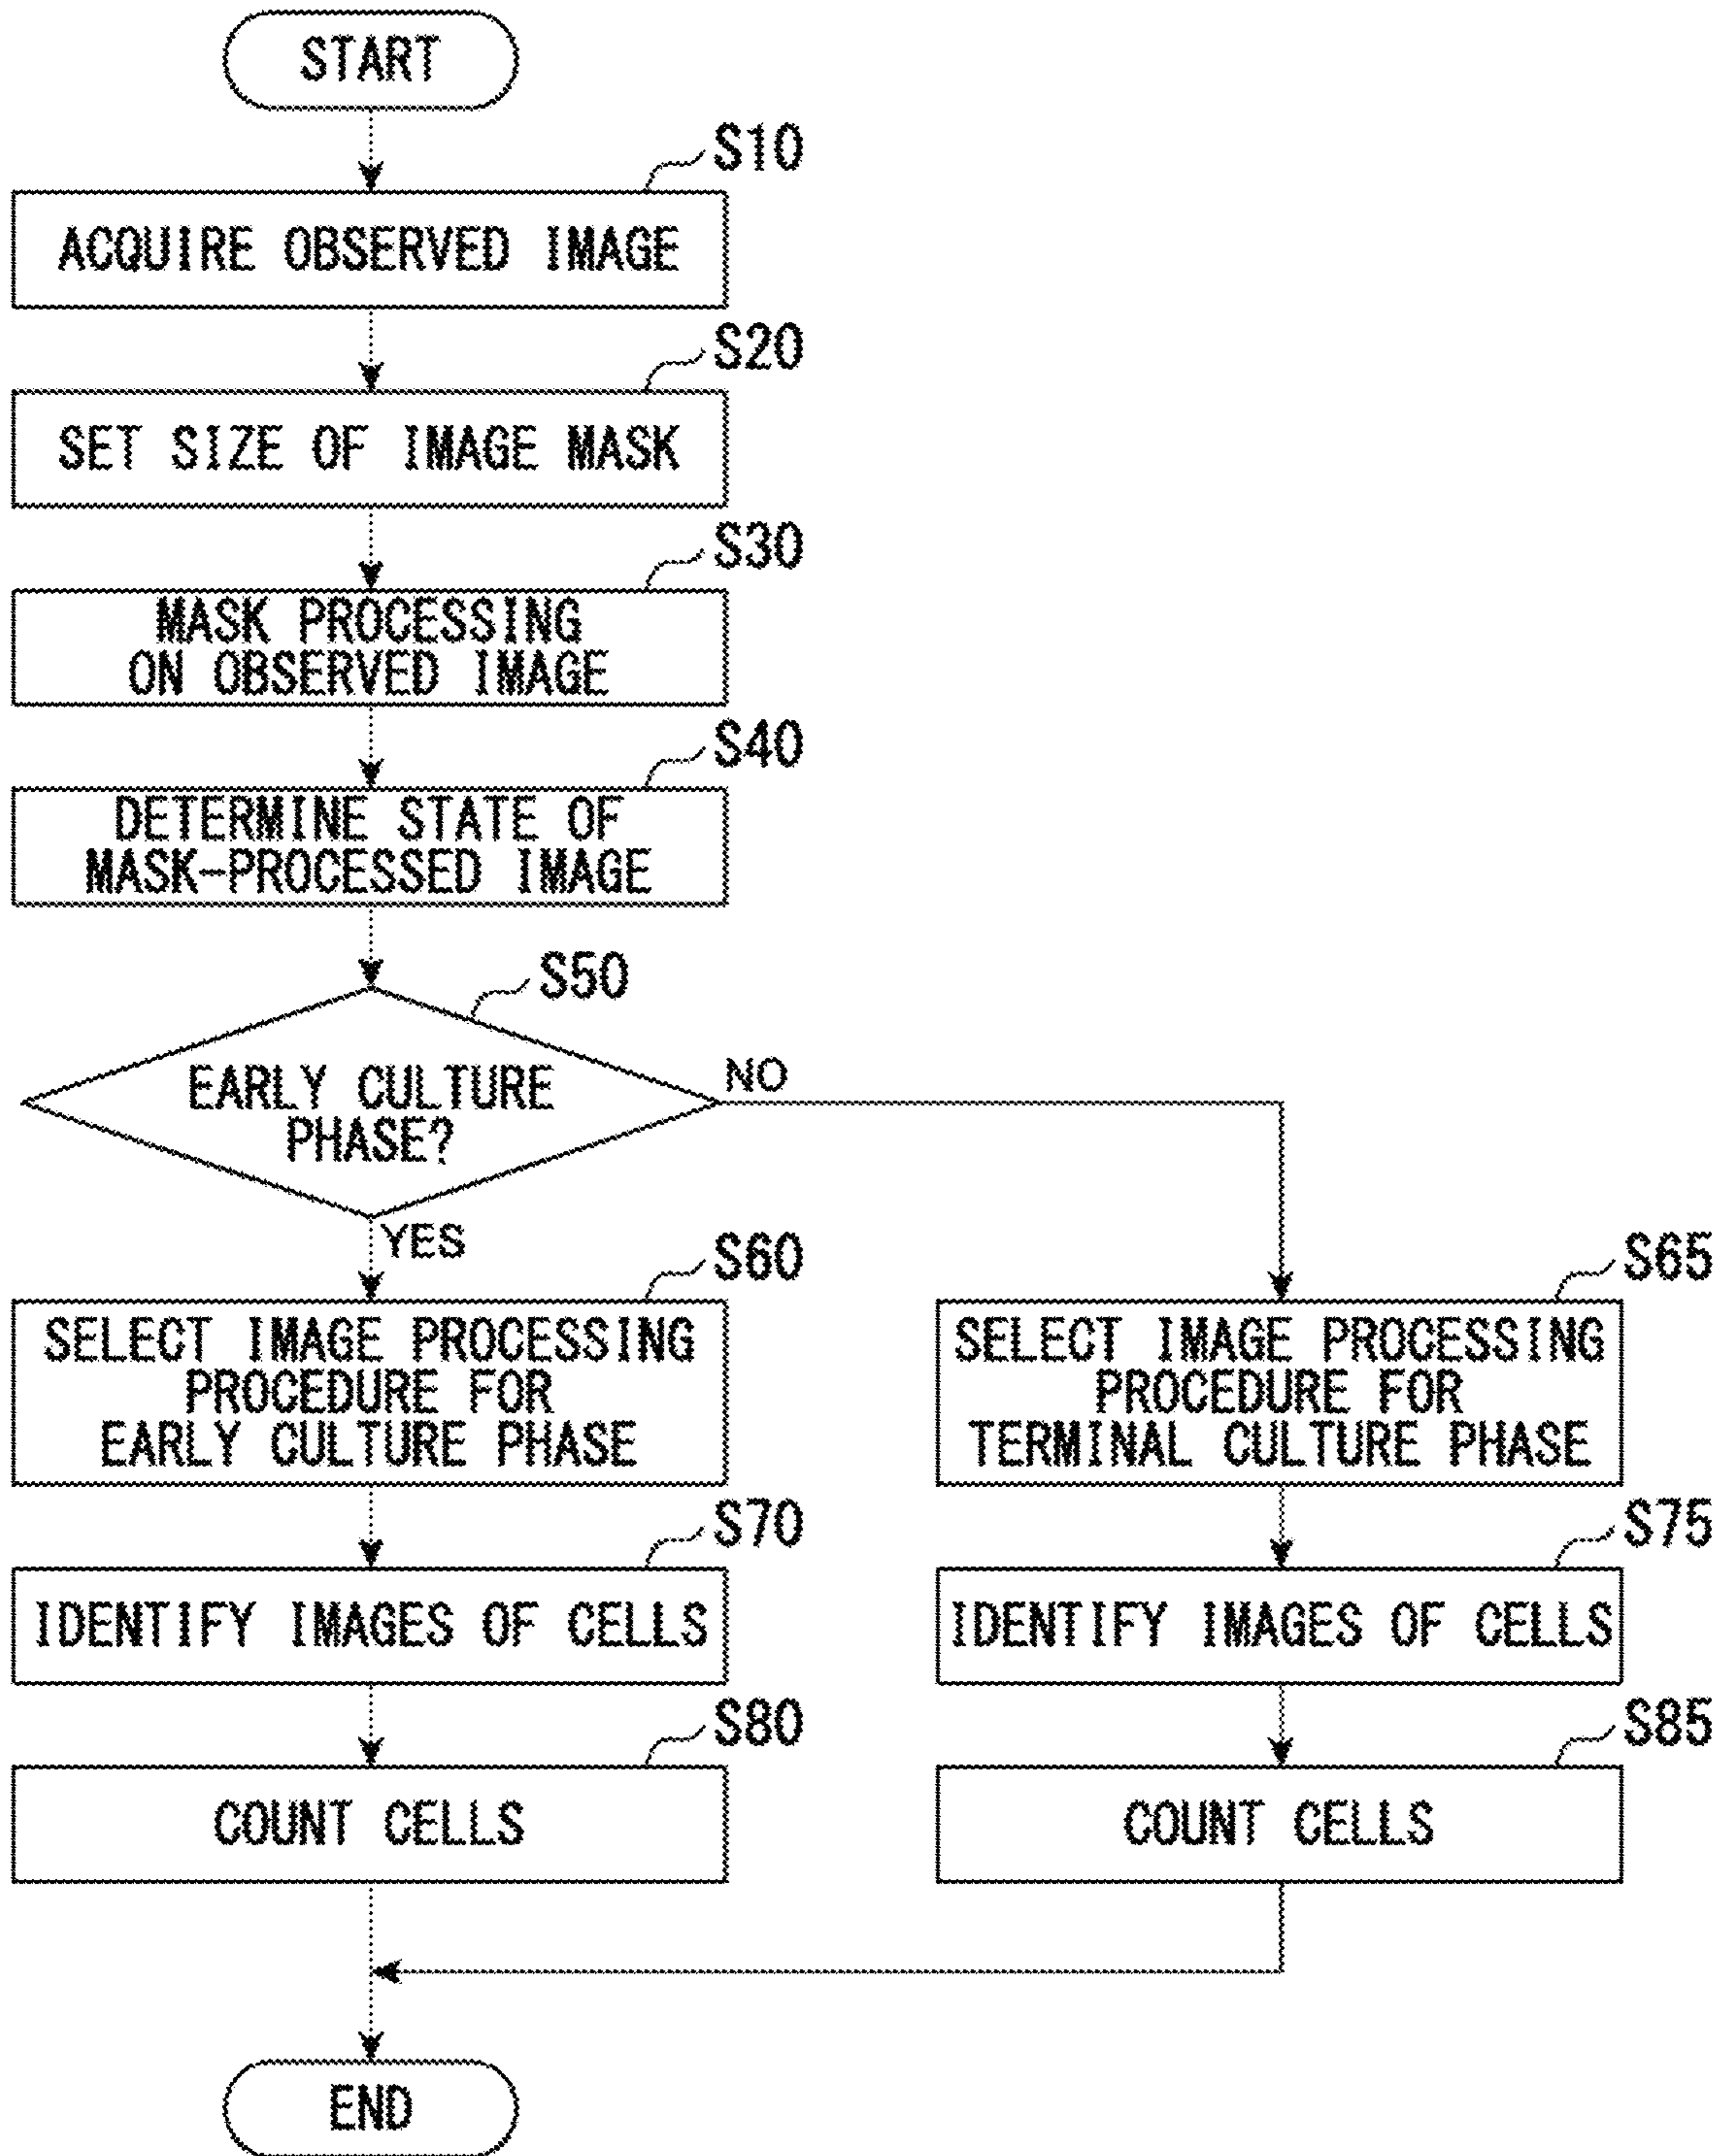 START
S10
ACQUIRE OBSERVED IMAGE
S20
SET SIZE OF IMAGE MASK
S30
MASK PROCESSING
ON OBSERVED IMAGE
S40
DETERMINE STATE OF
MASK-PROCESSED IMAGE
S50
EARLY CULTURE
PHASE?
NO
YES
S60
SELECT IMAGE PROCESSING
PROCEDURE FOR
EARLY CULTURE PHASE
S65
SELECT IMAGE PROCESSING
PROCEDURE FOR
TERMINAL CULTURE PHASE
S70
IDENTIFY IMAGES OF CELLS
S75
IDENTIFY IMAGES OF CELLS
S80
COUNT CELLS
S85
COUNT CELLS
END